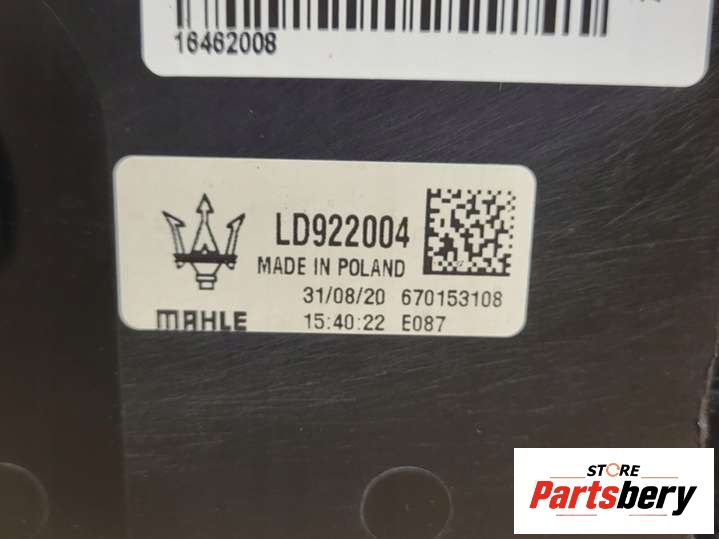 16462008
LD922004
MADE IN POLAND
31/08/20 670153108
MAHLE 15:40:22 E087
STORE
Partsbery